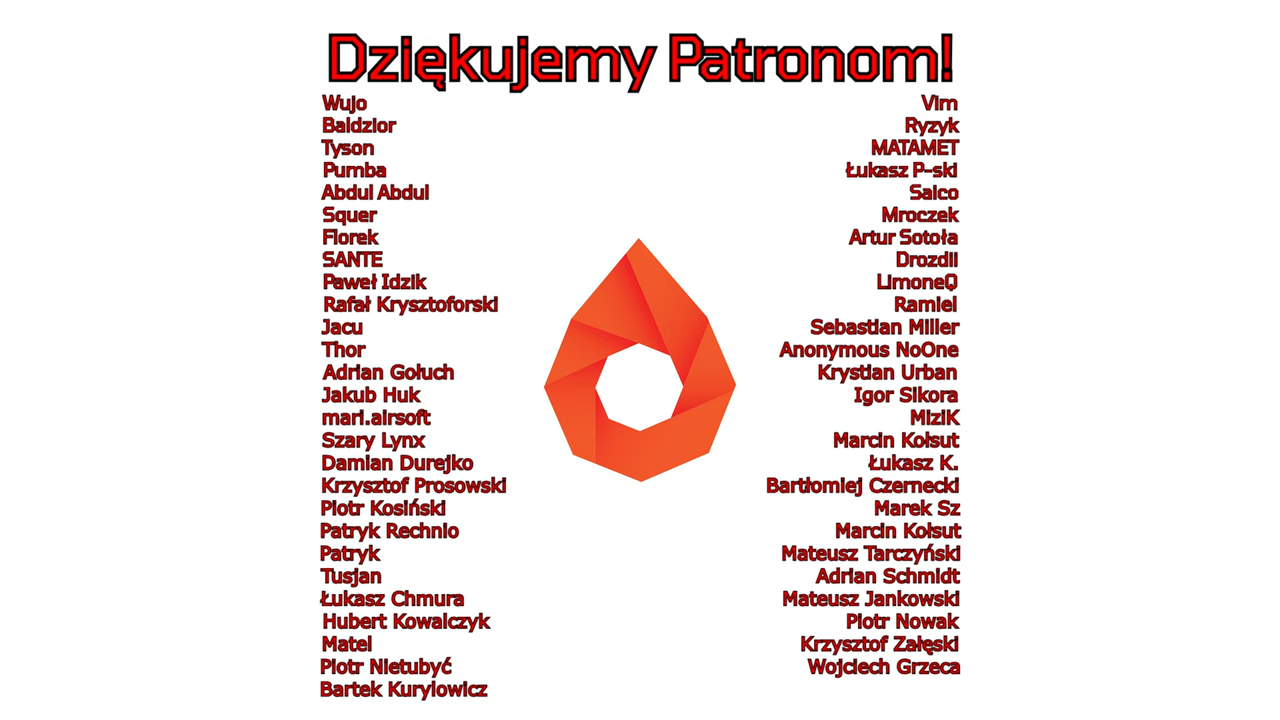 Dziękujemy Patronom!
Wujo
Baldzior
Tyson
Pumba
Abdul Abdul
Squer
Florek
SANTE
Paweł Idzik
Rafał Krysztoforski
Jacu
Thor
Adrian Gołuch
Jakub Huk
mari.airsoft
Szary Lynx
Damian Durejko
Krzysztof Prosowski
Piotr Kosiński
Patryk Rechnio
Patryk
Tusjan
Łukasz Chmura
Hubert Kowalczyk
Matel
Piotr Nietubyć
Bartek Kurylowicz
Vim
Ryzyk
MATAMET
Łukasz P-ski
Salco
Mroczek
Artur Sotoła
Drozdii
LimoneQ
Ramiel
Sebastian Miller
Anonymous NoOne
Krystian Urban
Igor Sikora
MiziK
Marcin Kołsut
Łukasz K.
Bartłomiej Czernecki
Marek Sz
Marcin Kołsut
Mateusz Tarczyński
Adrian Schmidt
Mateusz Jankowski
Piotr Nowak
Krzysztof Załęski
Wojciech Grzeca